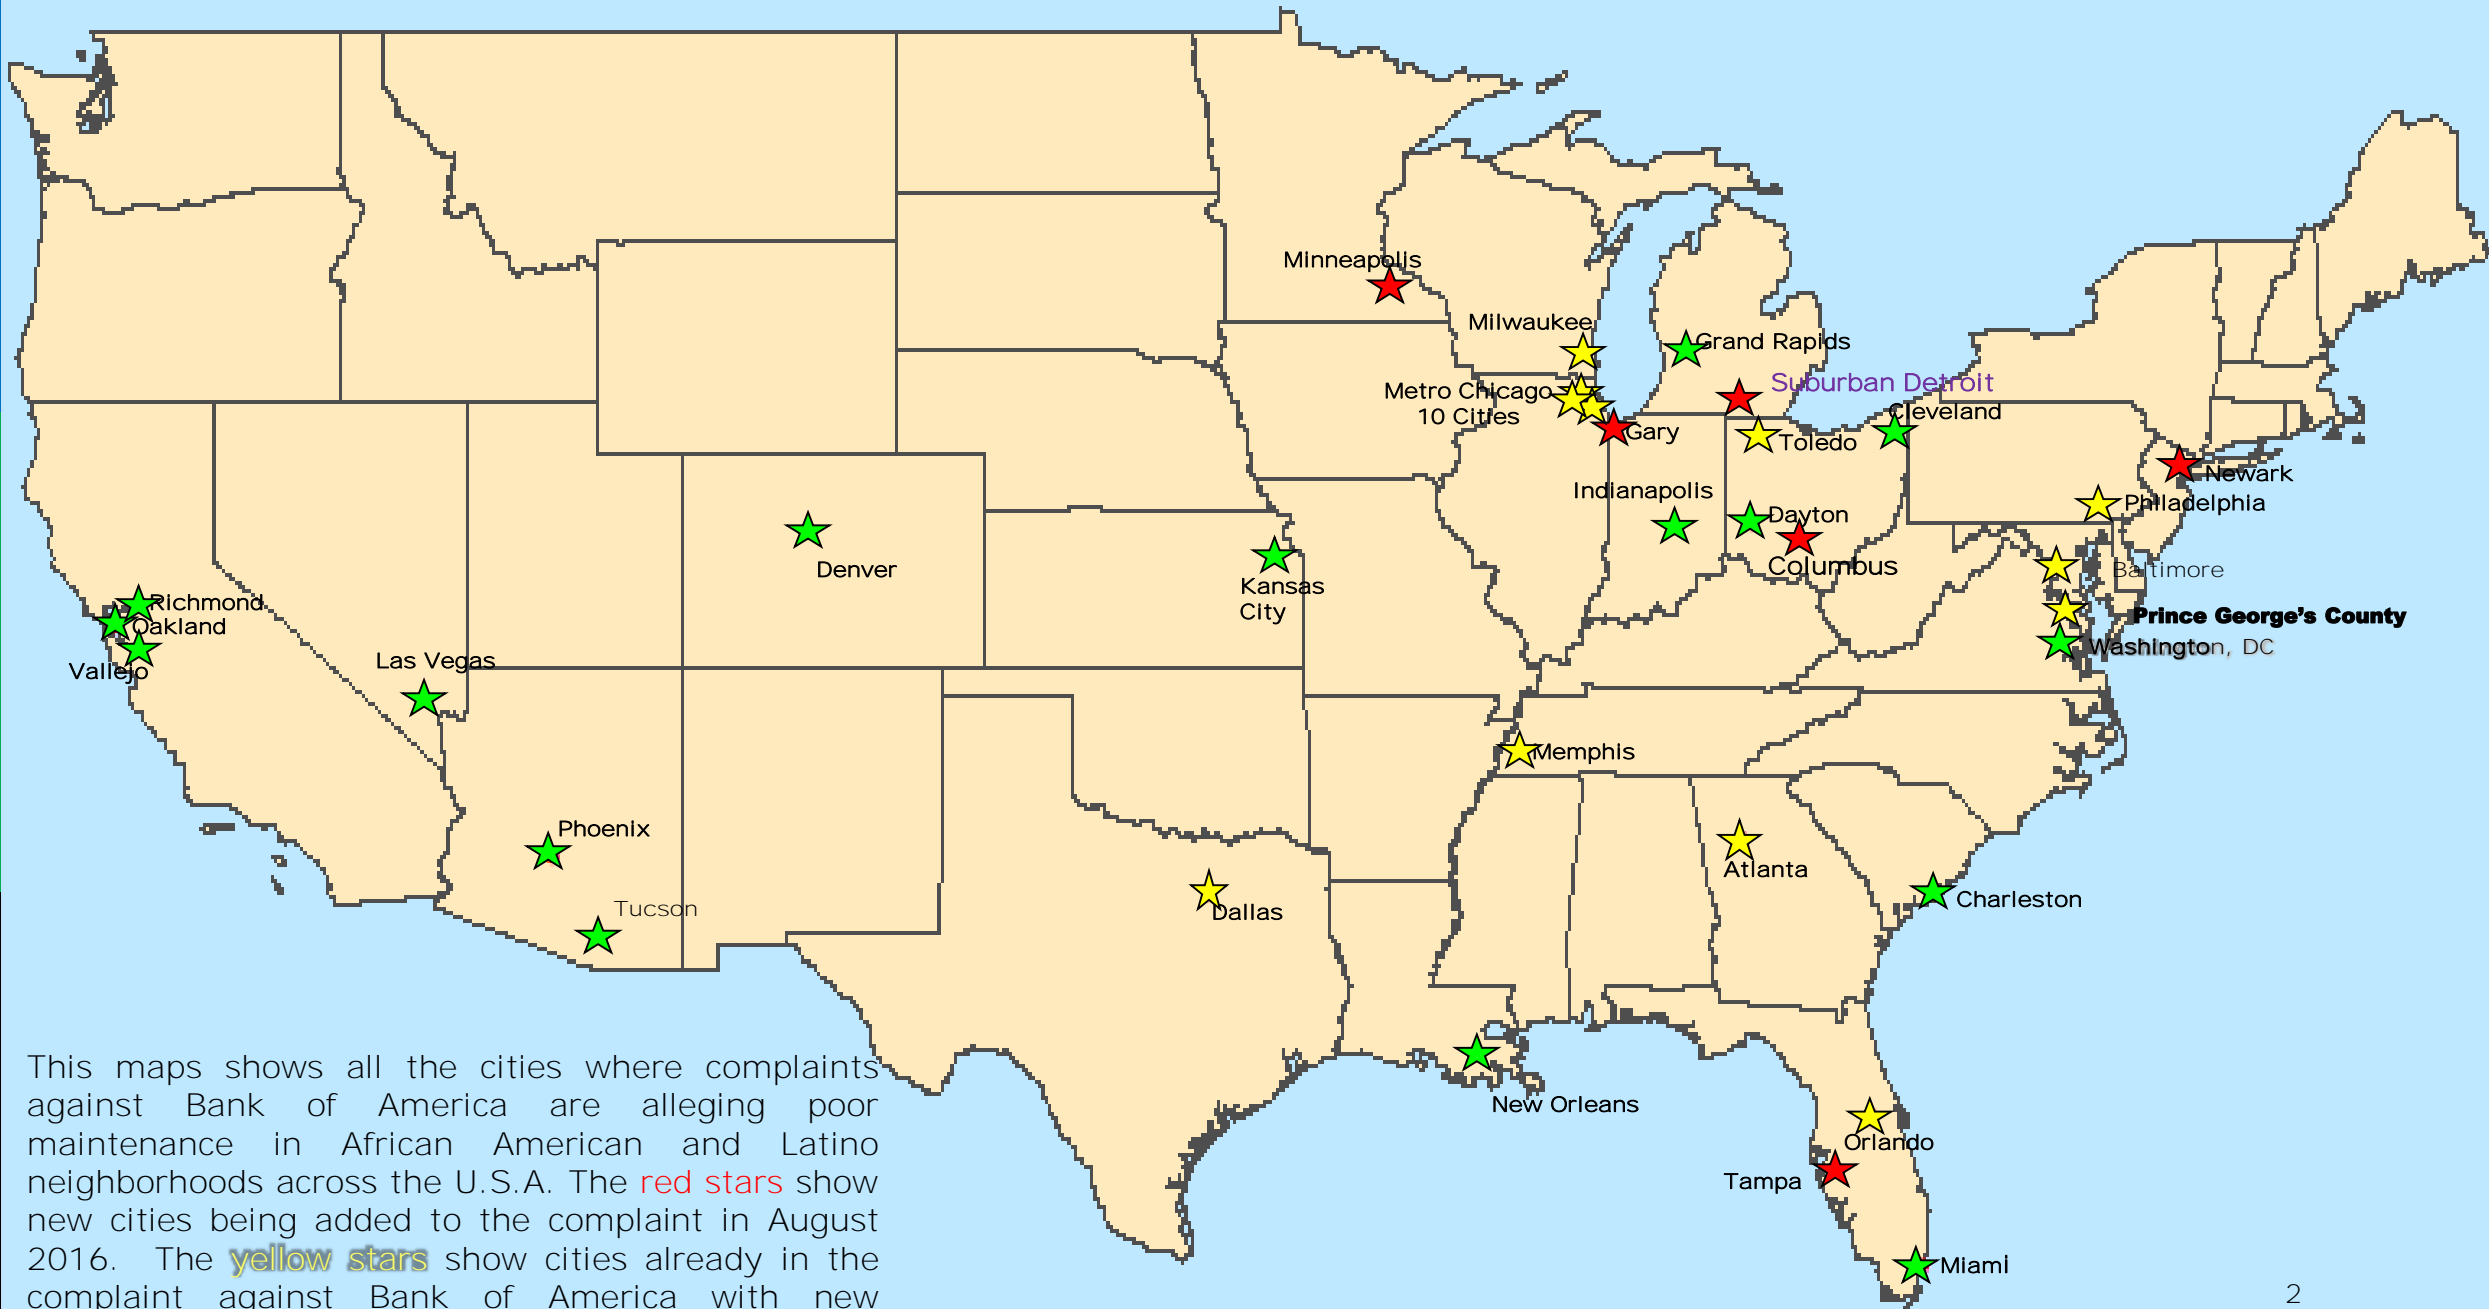 Minneapolis
Milwaukee
Grand Rapids
Suburban Detroit
Metro Chicago
10 Cities
Cleveland
Gary
Toledo
Newark
Indianapolis
Philadelphia
Dayton
Columbus
Denver
Baltimore
Kansas
City
Richmond
Oakland
Prince George’s County
Washington, DC
Vallejo
Las Vegas
Memphis
Phoenix
Atlanta
Tucson
Dallas
Charleston
New Orleans
Orlando
Tampa
Miami
This maps shows all the cities where complaints
against Bank of America are alleging poor
maintenance in African American and Latino
neighborhoods across the U.S.A. The red stars show
new cities being added to the complaint in August
2016. The yellow stars show cities already in the
complaint against Bank of America with new
2